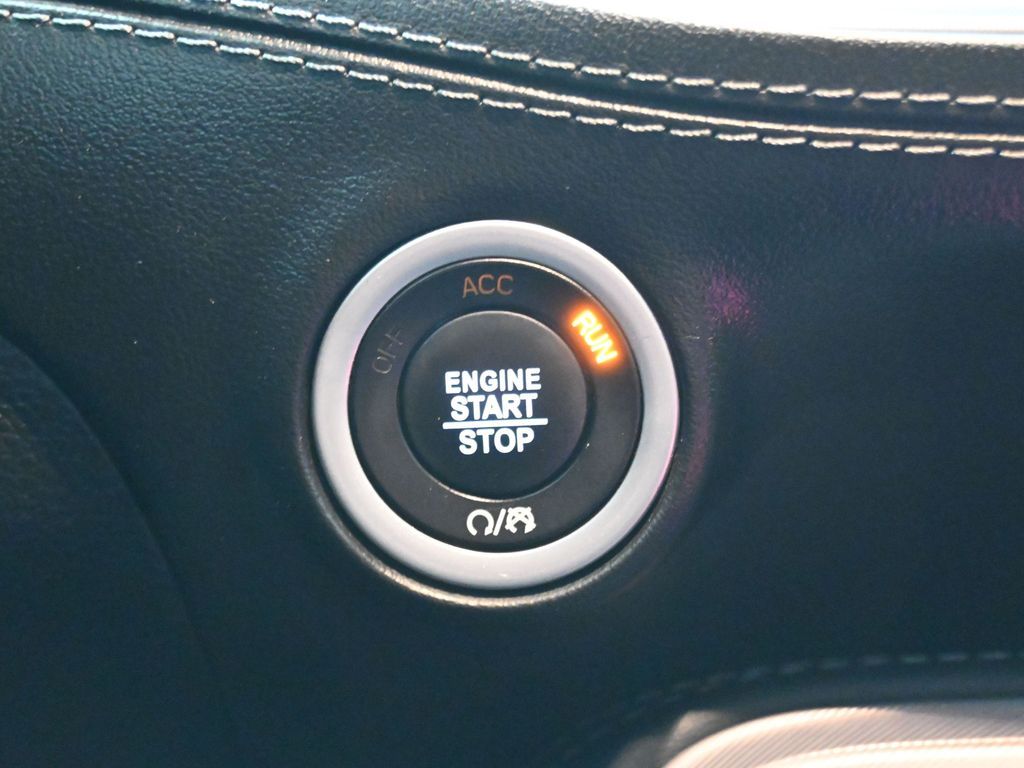 ACC
OFF
RUN
ENGINE
START
STOP